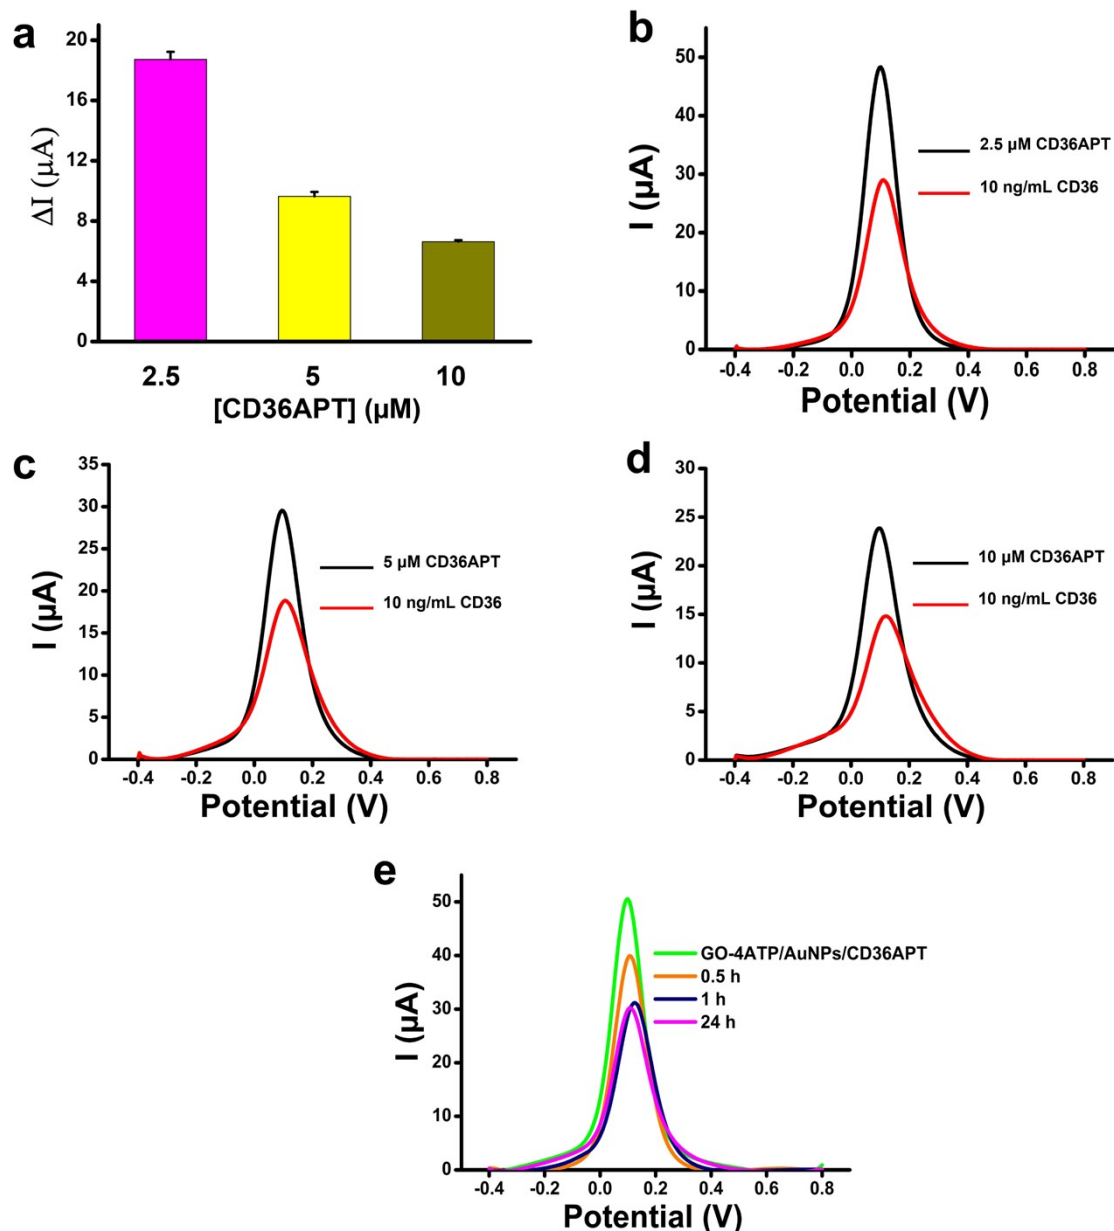 a
20
16
12
8
4
0
ΔI (µA)
2.5 5 10
[CD36APT] (µM)
b
50
40
30
20
10
0
I (µA)
2.5 µM CD36APT
10 ng/mL CD36
-0.4 -0.2 0.0 0.2 0.4 0.6 0.8
Potential (V)
c
35
30
25
20
15
10
5
0
I (µA)
5 µM CD36APT
10 ng/mL CD36
-0.4 -0.2 0.0 0.2 0.4 0.6 0.8
Potential (V)
d
30
25
20
15
10
5
0
I (µA)
10 µM CD36APT
10 ng/mL CD36
-0.4 -0.2 0.0 0.2 0.4 0.6 0.8
Potential (V)
e
50
40
30
20
10
0
I (µA)
GO-4ATP/AuNPs/CD36APT
0.5 h
1 h
24 h
-0.4 -0.2 0.0 0.2 0.4 0.6 0.8
Potential (V)